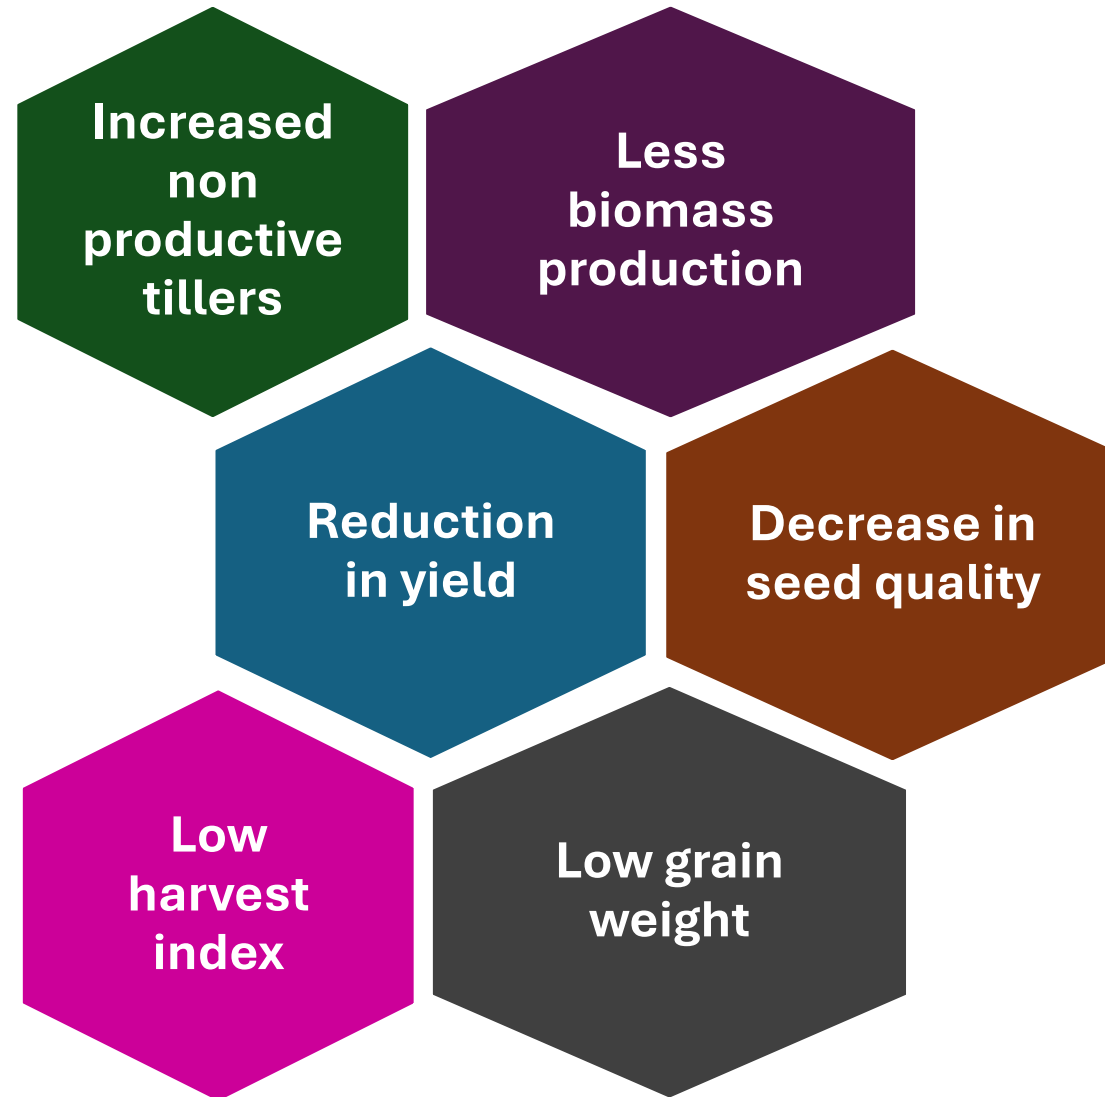 Increased
non
productive
tillers
Less
biomass
production
Reduction
in yield
Decrease in
seed quality
Low
harvest
index
Low grain
weight